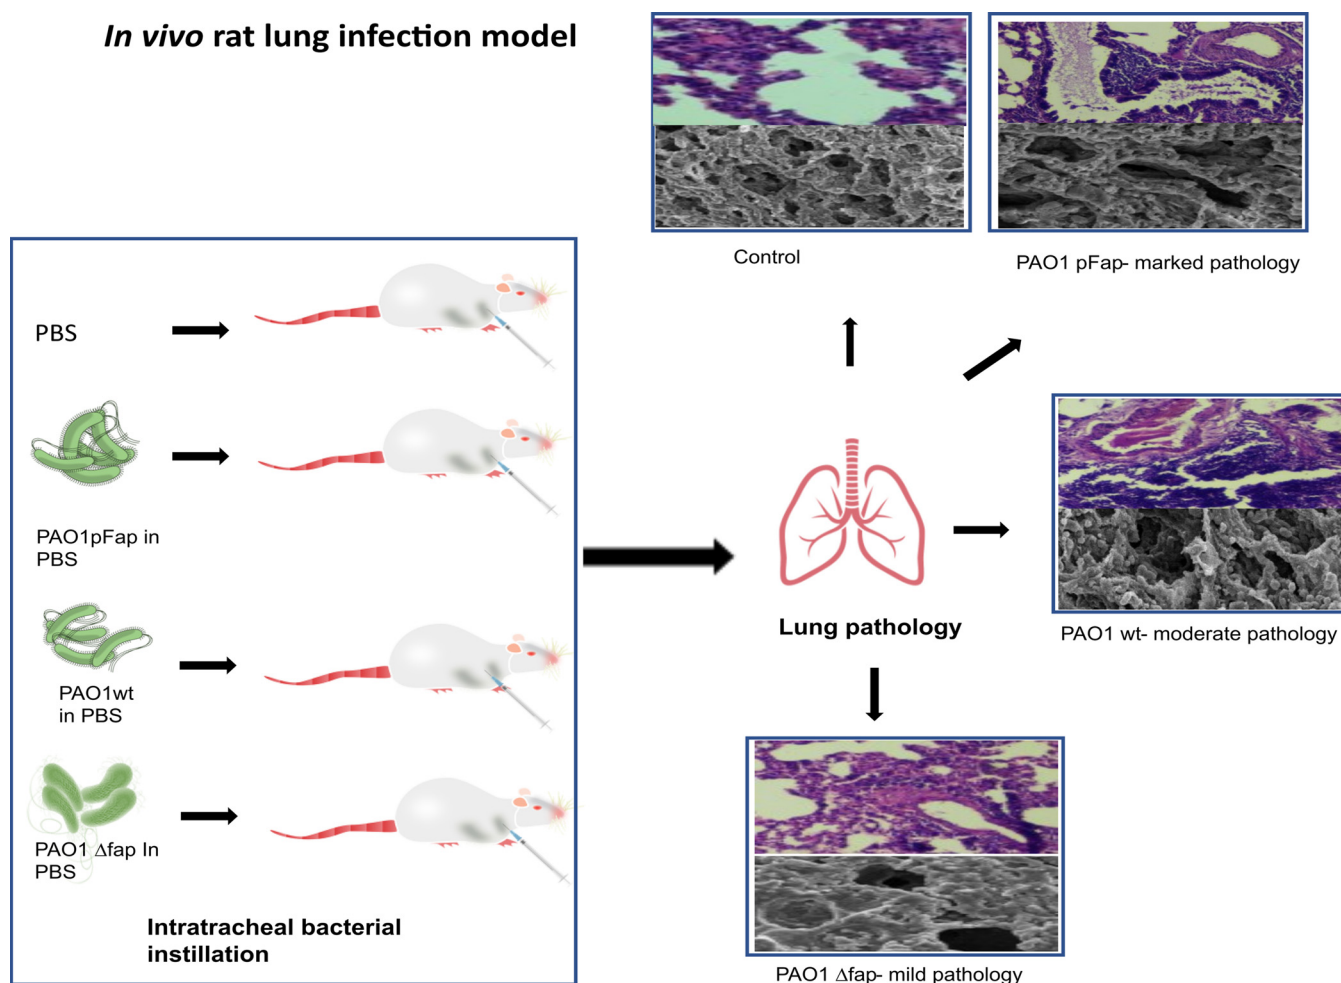 In vivo rat lung infection model
PBS
PAO1pFap in
PBS
PAO1wt
in PBS
PAO1 Δfap In
PBS
Intratracheal bacterial
instillation
Lung pathology
Control
PAO1 pFap- marked pathology
PAO1 wt- moderate pathology
PAO1 Δfap- mild pathology